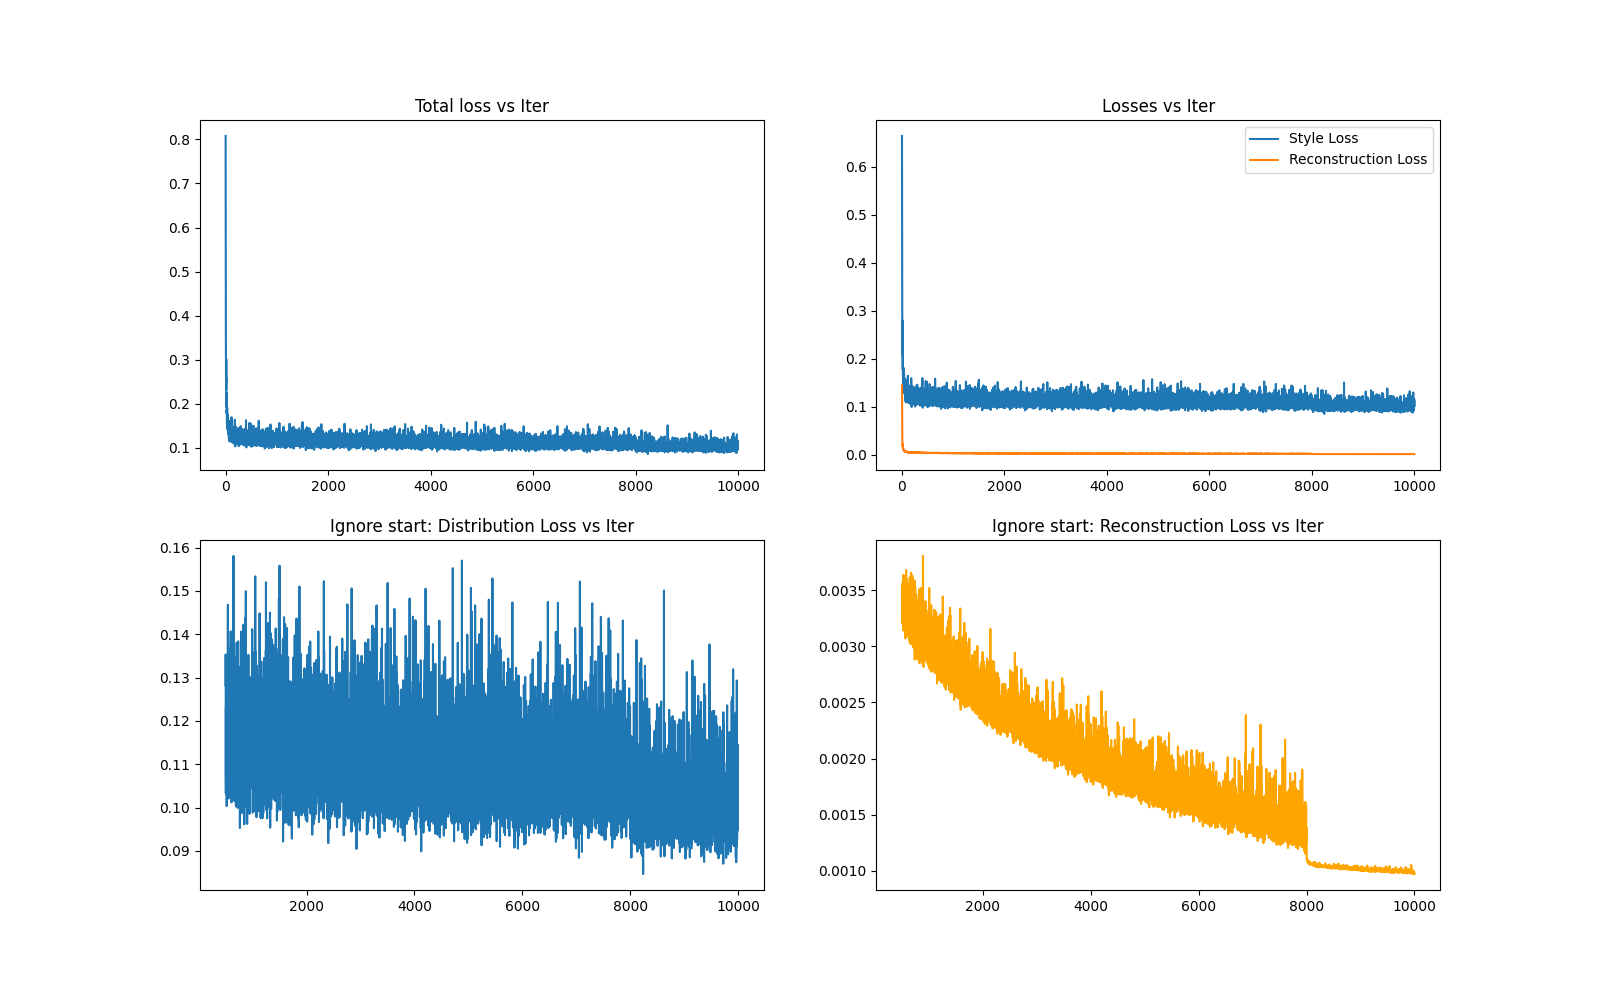 Total loss vs Iter
0.8
0.7
0.6
0.5
0.4
0.3
0.2
0.1
0 2000 4000 6000 8000 10000
Losses vs Iter
Style Loss
Reconstruction Loss
0.6
0.5
0.4
0.3
0.2
0.1
0.0
0 2000 4000 6000 8000 10000
Ignore start: Distribution Loss vs Iter
0.16
0.15
0.14
0.13
0.12
0.11
0.10
0.09
2000 4000 6000 8000 10000
Ignore start: Reconstruction Loss vs Iter
0.0035
0.0030
0.0025
0.0020
0.0015
0.0010
2000 4000 6000 8000 10000